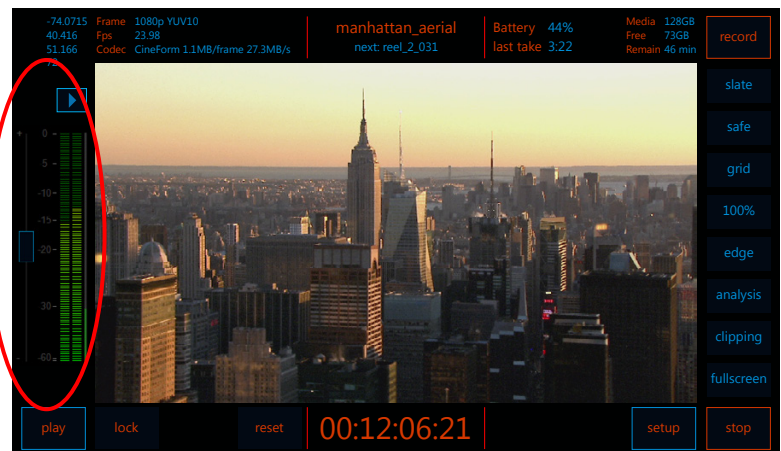 -74.0715 Frame 1080p YUV10
40.416 Fps 23.98
51.166 Codec CineForm 1.1MB/frame 27.3MB/s
manhattan_aerial
next: reel_2_031
Battery 44%
last take 3:22
Media 128GB
Free 73GB
Remain 46 min
record
slate
safe
grid
100%
edge
analysis
clipping
fullscreen
+ 0 -
5 -
-10-
-15-
-20-
30-
- -60-
play
lock
reset
00:12:06:21
setup
stop